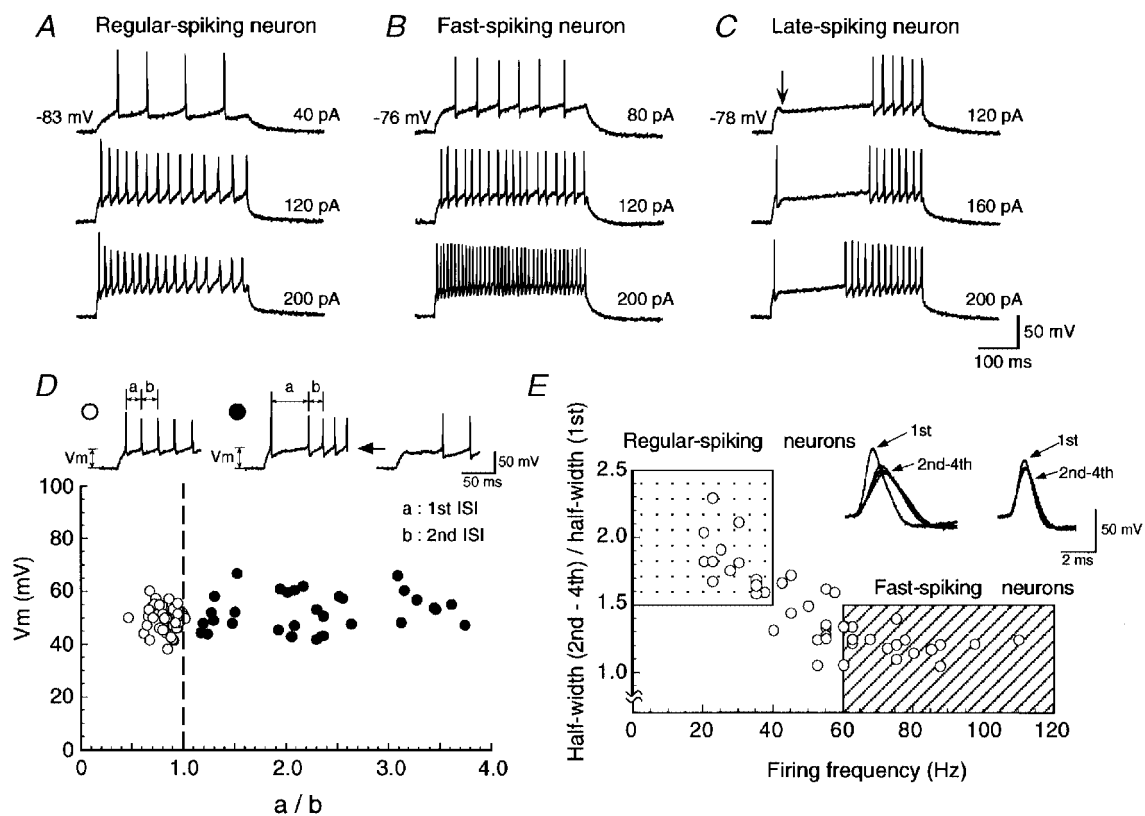 A Regular-spiking neuron
-83 mV
40 pA
120 pA
200 pA
B Fast-spiking neuron
-76 mV
80 pA
120 pA
200 pA
C Late-spiking neuron
-78 mV
120 pA
160 pA
200 pA
50 mV
100 ms
D
a b
Vm
a b
Vm
50 mV
50 ms
a : 1st ISI
b : 2nd ISI
Vm (mV)
100
80
60
40
20
0
0 1.0 2.0 3.0 4.0
a / b
E
Regular-spiking neurons
1st
2nd-4th
1st
2nd-4th
50 mV
2 ms
Fast-spiking neurons
Half-width (2nd - 4th) / half-width (1st)
2.5
2.0
1.5
1.0
0 20 40 60 80 100 120
Firing frequency (Hz)